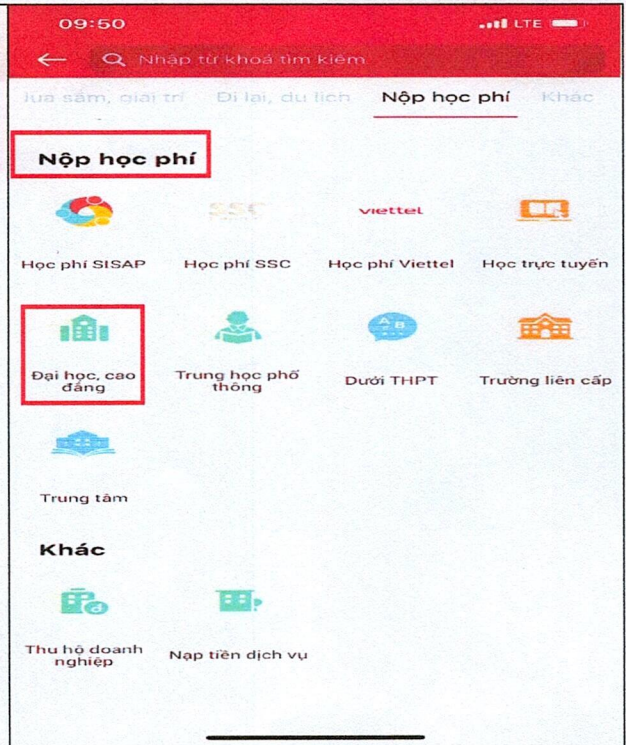 09:50 LTE
Nhập từ khoá tìm kiếm
lua sắm, giải trí Đi lại, du lịch Nộp học phí Khác
Nộp học phí
SSC viettel
Học phí SISAP Học phí SSC Học phí Viettel Học trực tuyến
A B
Đại học, cao Trung học phổ Dưới THPT Trường liên cấp
đẳng thông
Trung tâm
Khác
đ
Thu hộ doanh Nạp tiền dịch vụ
nghiệp